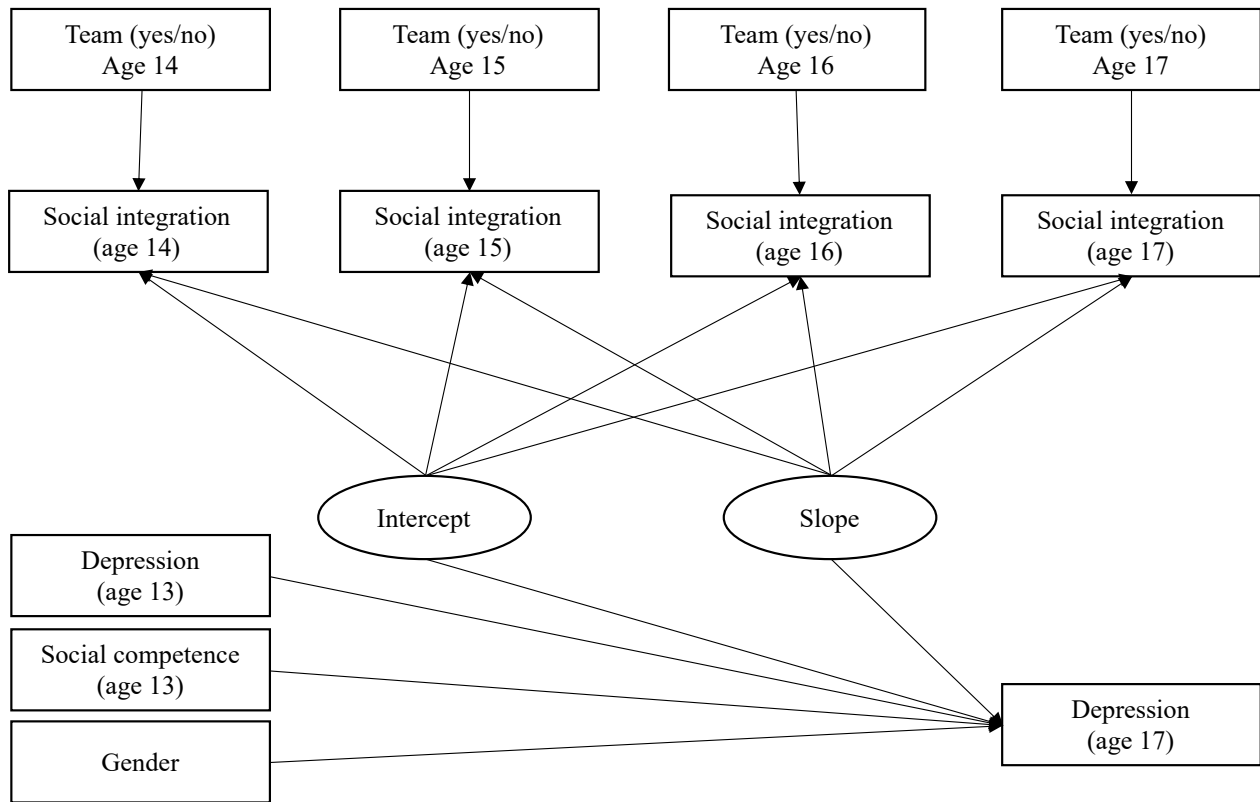 Team (yes/no)
Age 14
Team (yes/no)
Age 15
Team (yes/no)
Age 16
Team (yes/no)
Age 17
Social integration
(age 14)
Social integration
(age 15)
Social integration
(age 16)
Social integration
(age 17)
Intercept
Slope
Depression
(age 13)
Social competence
(age 13)
Gender
Depression
(age 17)